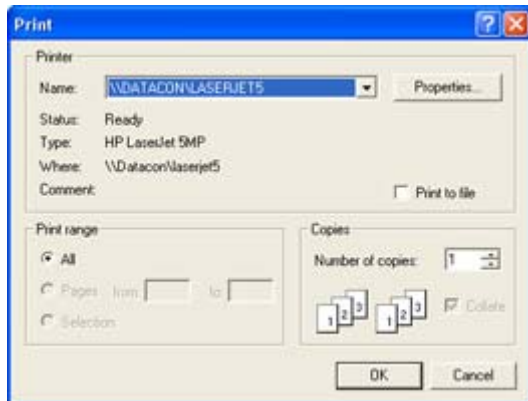 Print
Printer
Name: \\DATACON\LASERJET5 Properties...
Status: Ready
Type: HP LaserJet 5MP
Where: \\Datacon\laserjet5
Comment:
Print to file
Print range
All
Pages from to
Selection
Copies
Number of copies: 1
1 2 3 1 2 3
Collate
OK Cancel